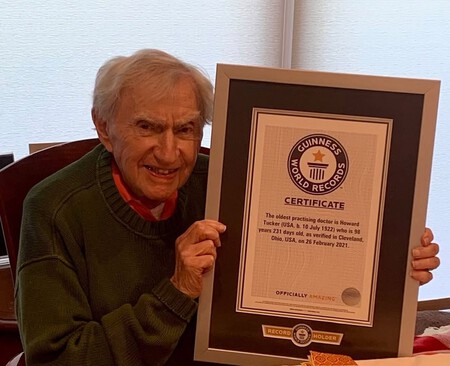 GUINNESS
WORLD RECORDS
CERTIFICATE
The oldest practising doctor is Howard
Tucker (USA, b. 10 July 1922) who is 98
years 231 days old, as verified in Cleveland,
Ohio, USA, on 26 February 2021.
OFFICIALLY AMAZING
RECORD HOLDER